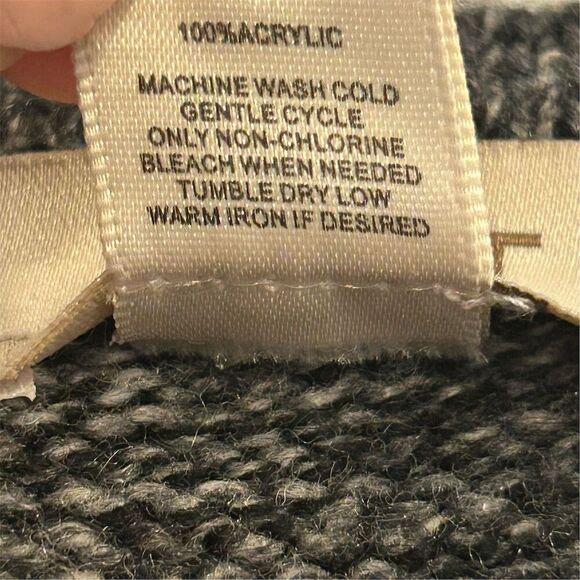 100%ACRYLIC
MACHINE WASH COLD
GENTLE CYCLE
ONLY NON-CHLORINE
BLEACH WHEN NEEDED
TUMBLE DRY LOW
WARM IRON IF DESIRED